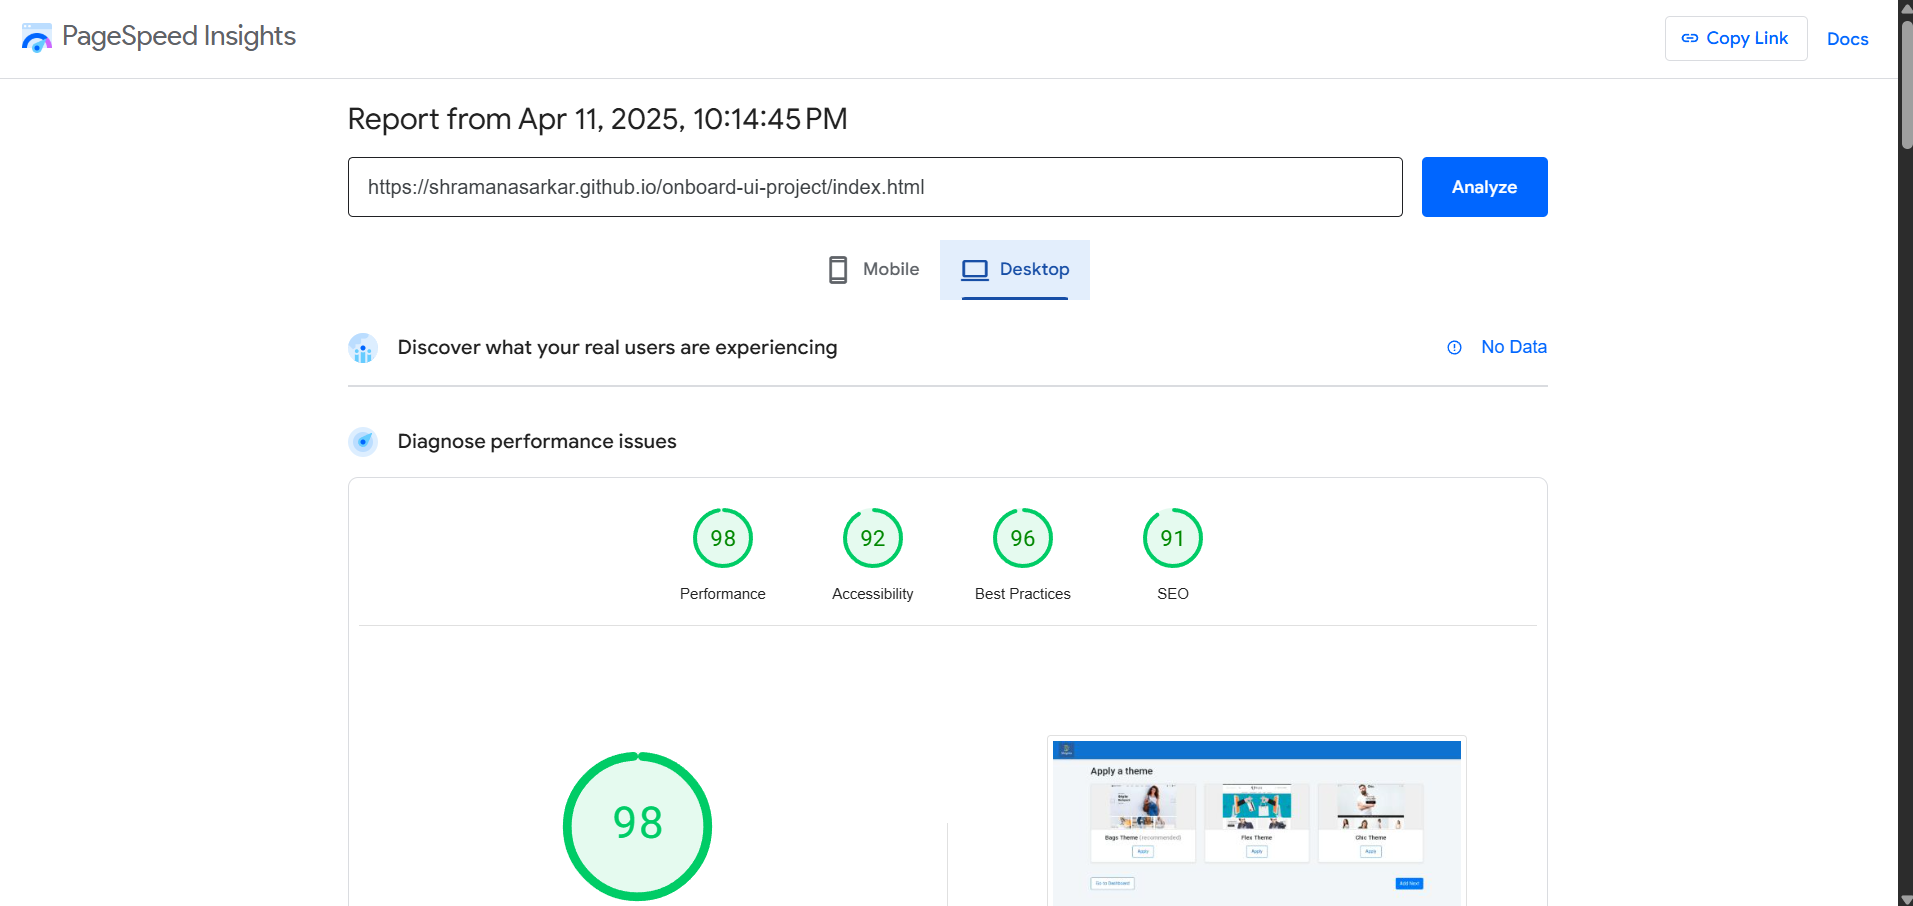 PageSpeed Insights
Copy Link
Docs
Report from Apr 11, 2025, 10:14:45 PM
https://shramanasarkar.github.io/onboard-ui-project/index.html
Analyze
Mobile
Desktop
Discover what your real users are experiencing
No Data
Diagnose performance issues
98
92
96
91
Performance
Accessibility
Best Practices
SEO
98
Apply a theme
Bags Theme (recommended)
Flex Theme
Chic Theme
Apply
Apply
Apply
Go to Dashboard
Add Next